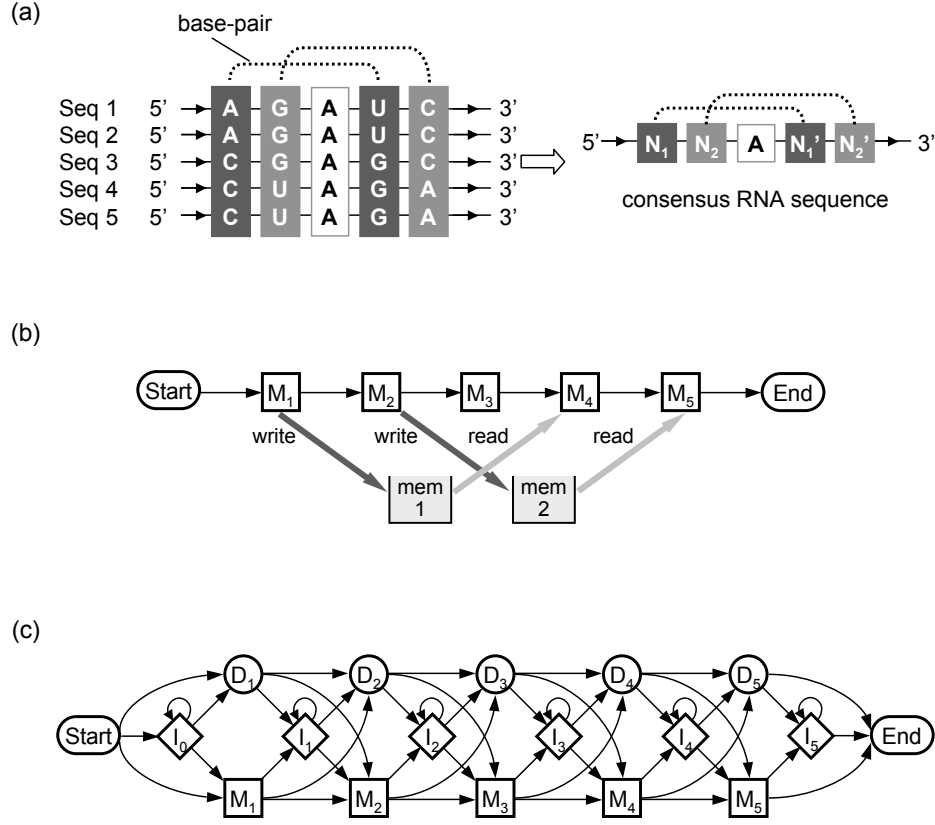 (a)
base-pair
Seq 1 5’ A G A U C 3’
Seq 2 5’ A G A U C 3’
Seq 3 5’ C G A G C 3’
Seq 4 5’ C U A G A 3’
Seq 5 5’ C U A G A 3’
5’ N₁ N₂ A N₁’ N₂’ 3’
consensus RNA sequence
(b)
Start M₁ M₂ M₃ M₄ M₅ End
write write read read
mem 1 mem 2
(c)
D₁ D₂ D₃ D₄ D₅
Start I₀ I₁ I₂ I₃ I₄ I₅ End
M₁ M₂ M₃ M₄ M₅